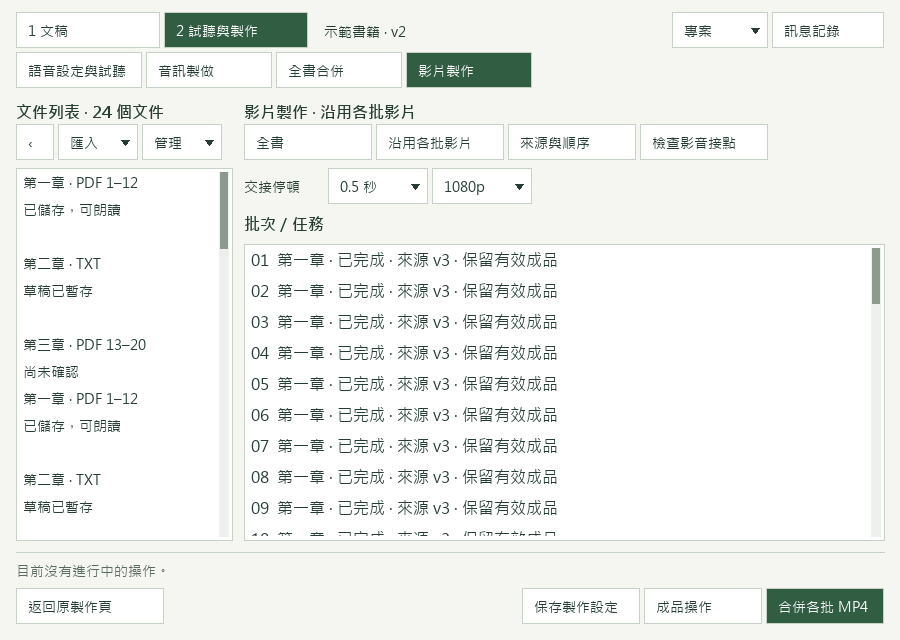 1 文稿
2 試聽與製作
示範書籍 · v2
專案
訊息記錄
語音設定與試聽
音訊製做
全書合併
影片製作
文件列表 · 24 個文件
‹
匯入
管理
第一章 · PDF 1–12
已儲存，可朗讀
第二章 · TXT
草稿已暫存
第三章 · PDF 13–20
尚未確認
第一章 · PDF 1–12
已儲存，可朗讀
第二章 · TXT
草稿已暫存
影片製作 · 沿用各批影片
全書
沿用各批影片
來源與順序
檢查影音接點
交接停頓
0.5 秒
1080p
批次 / 任務
01 第一章 · 已完成 · 來源 v3 · 保留有效成品
02 第一章 · 已完成 · 來源 v3 · 保留有效成品
03 第一章 · 已完成 · 來源 v3 · 保留有效成品
04 第一章 · 已完成 · 來源 v3 · 保留有效成品
05 第一章 · 已完成 · 來源 v3 · 保留有效成品
06 第一章 · 已完成 · 來源 v3 · 保留有效成品
07 第一章 · 已完成 · 來源 v3 · 保留有效成品
08 第一章 · 已完成 · 來源 v3 · 保留有效成品
09 第一章 · 已完成 · 來源 v3 · 保留有效成品
目前沒有進行中的操作。
返回原製作頁
保存製作設定
成品操作
合併各批 MP4